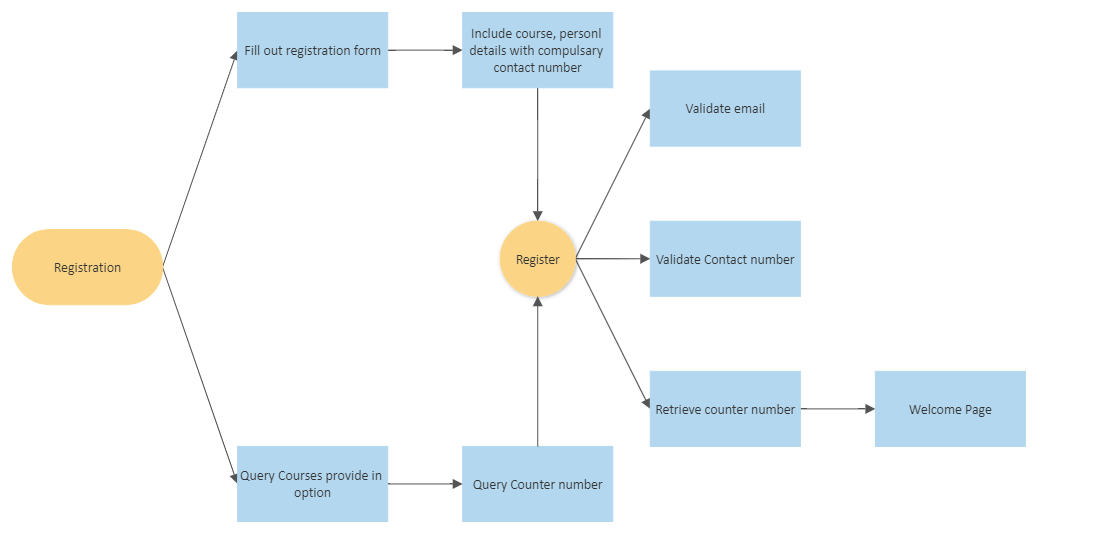 Fill out registration form
Include course, personl
details with compulsary
contact number
Validate email
Registration
Register
Validate Contact number
Retrieve counter number
Welcome Page
Query Courses provide in
option
Query Counter number